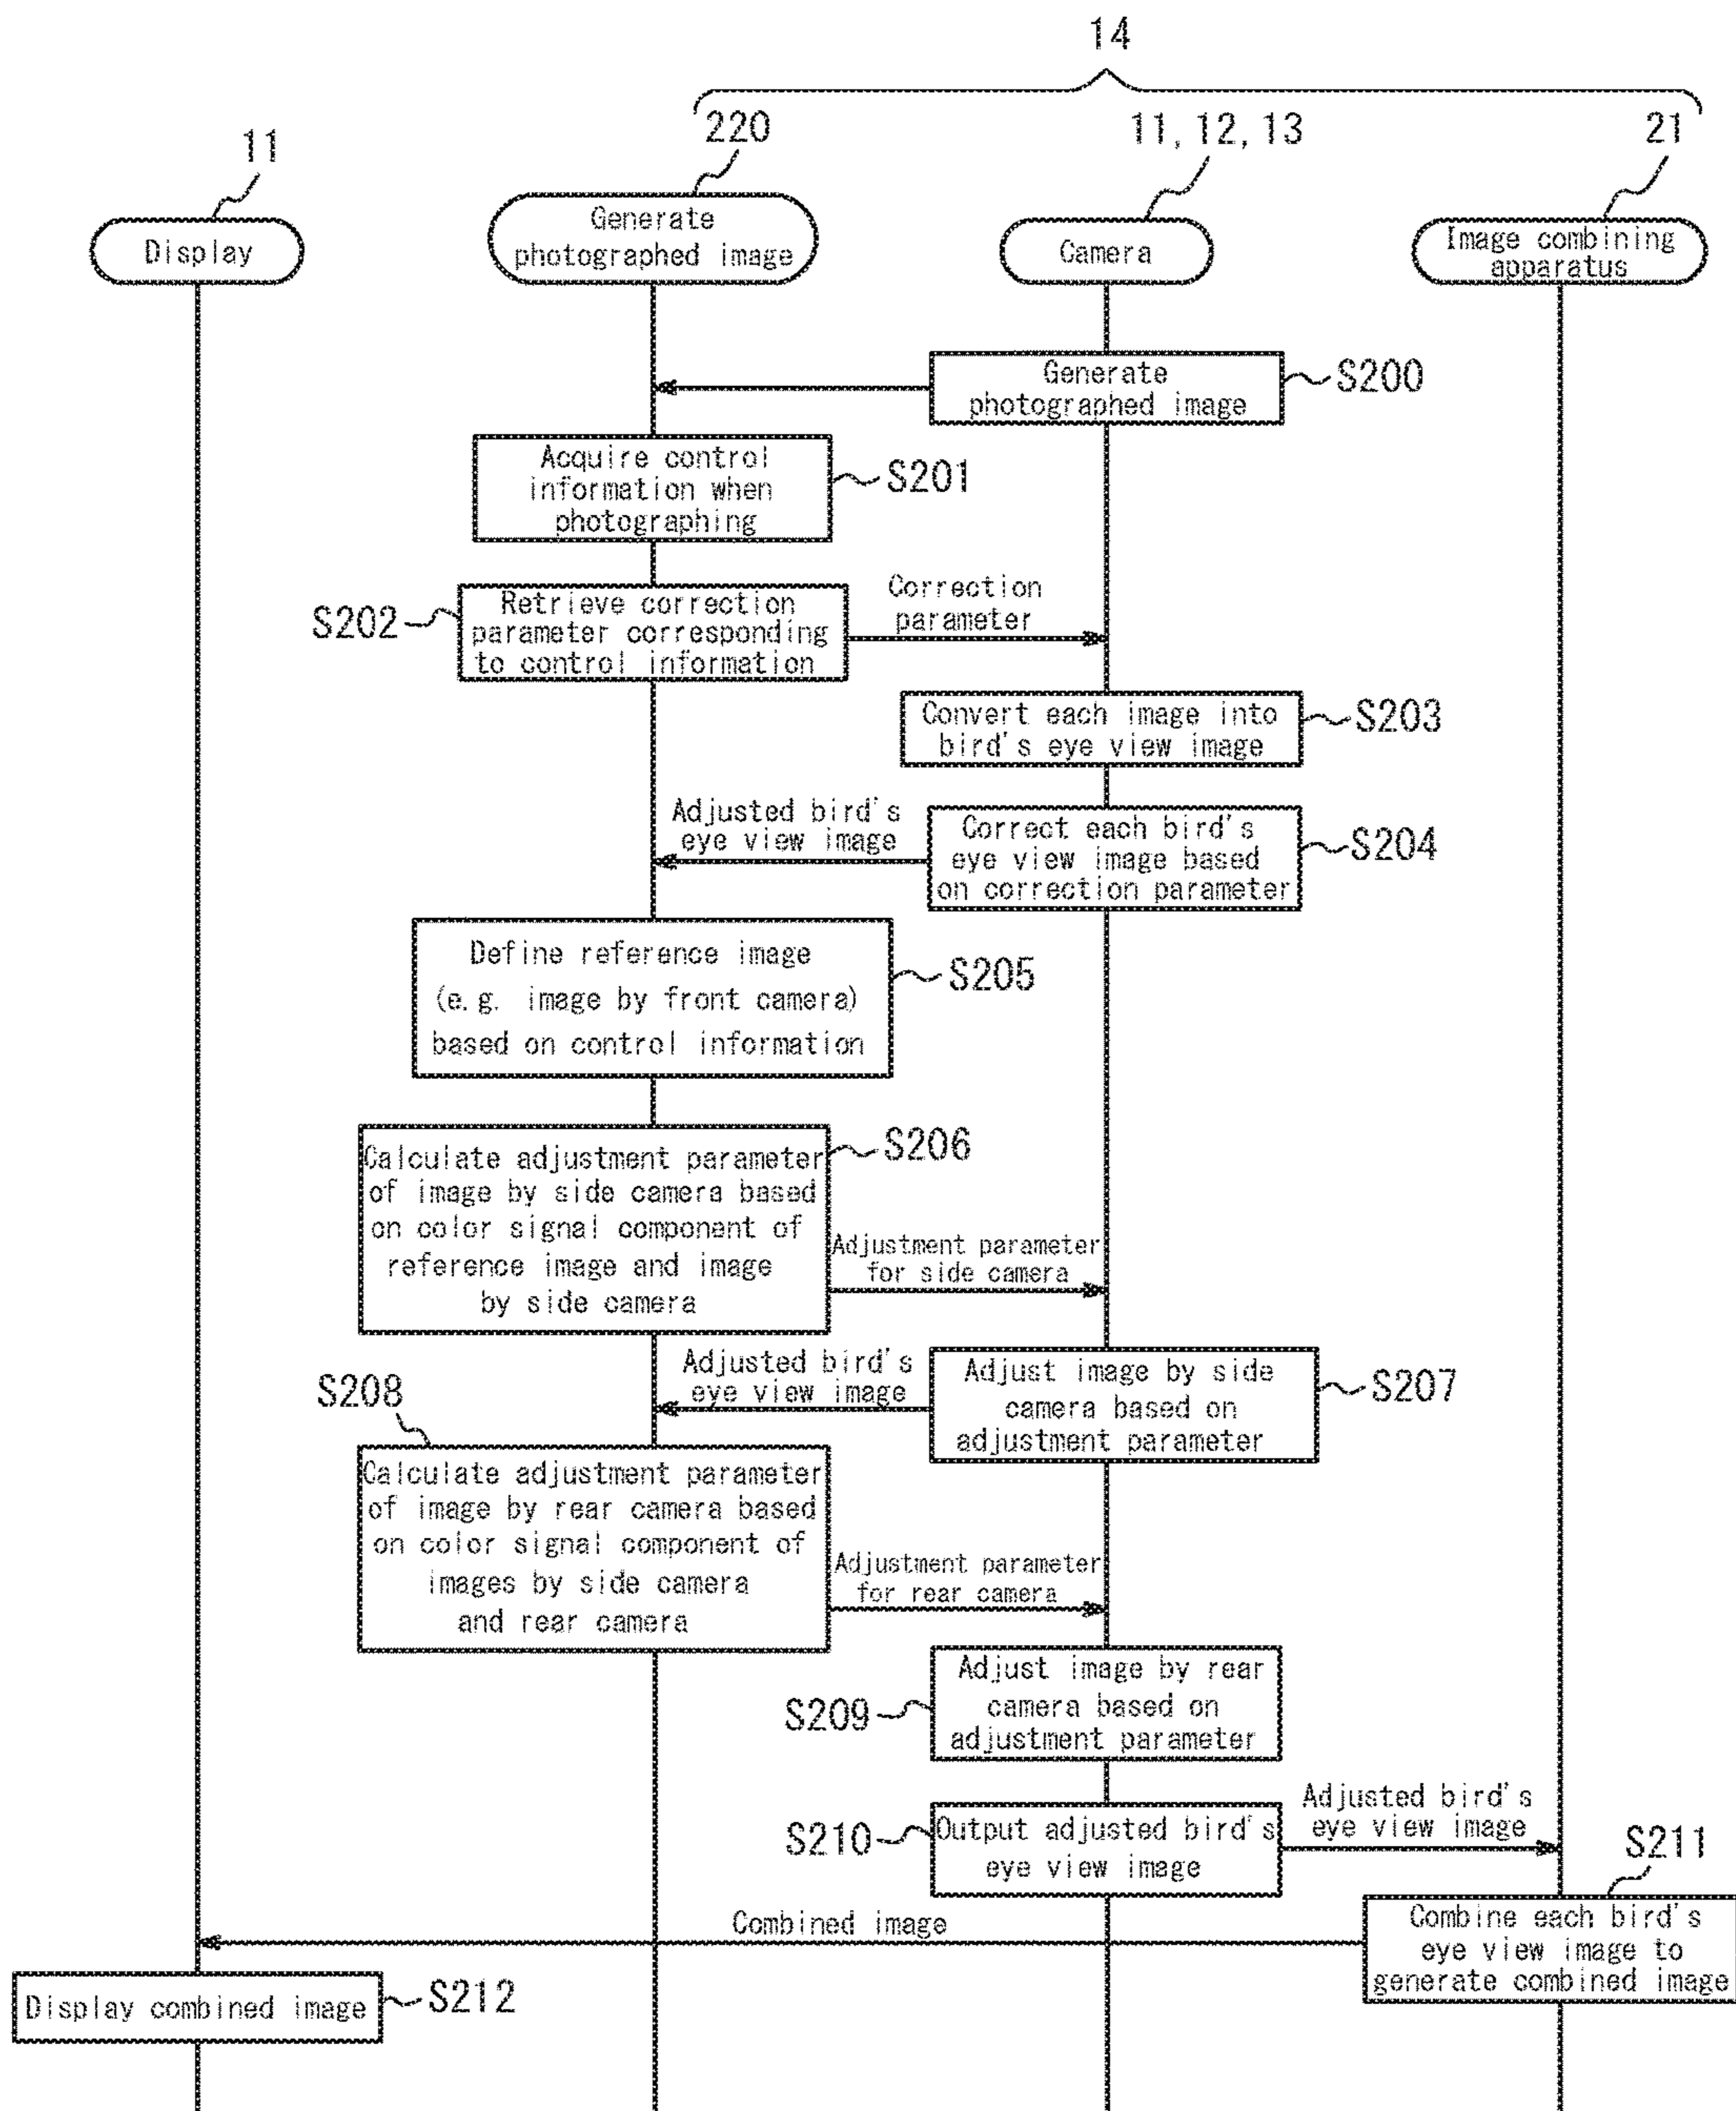 14
11
220
11, 12, 13
21
Display
Generate
photographed image
Camera
Image combining
apparatus
Generate
photographed image
S200
Acquire control
information when
photographing
S201
S202
Retrieve correction
parameter corresponding
to control information
Correction
parameter
Convert each image into
bird's eye view image
S203
Adjusted bird's
eye view image
Correct each bird's
eye view image based
on correction parameter
S204
Define reference image
(e.g. image by front camera)
based on control information
S205
Calculate adjustment parameter
of image by side camera based
on color signal component of
reference image and image
by side camera
S206
Adjustment parameter
for side camera
Adjusted bird's
eye view image
Adjust image by side
camera based on
adjustment parameter
S207
S208
Calculate adjustment parameter
of image by rear camera based
on color signal component of
images by side camera
and rear camera
Adjustment parameter
for rear camera
S209
Adjust image by rear
camera based on
adjustment parameter
S210
Output adjusted bird's
eye view image
Adjusted bird's
eye view image
S211
Combine each bird's
eye view image to
generate combined image
Combined image
Display combined image
S212